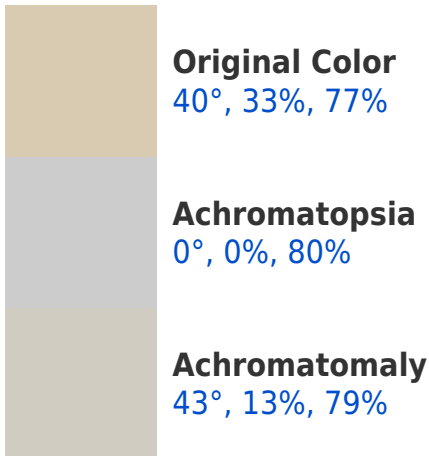 Original Color
40°, 33%, 77%
Achromatopsia
0°, 0%, 80%
Achromatomaly
43°, 13%, 79%